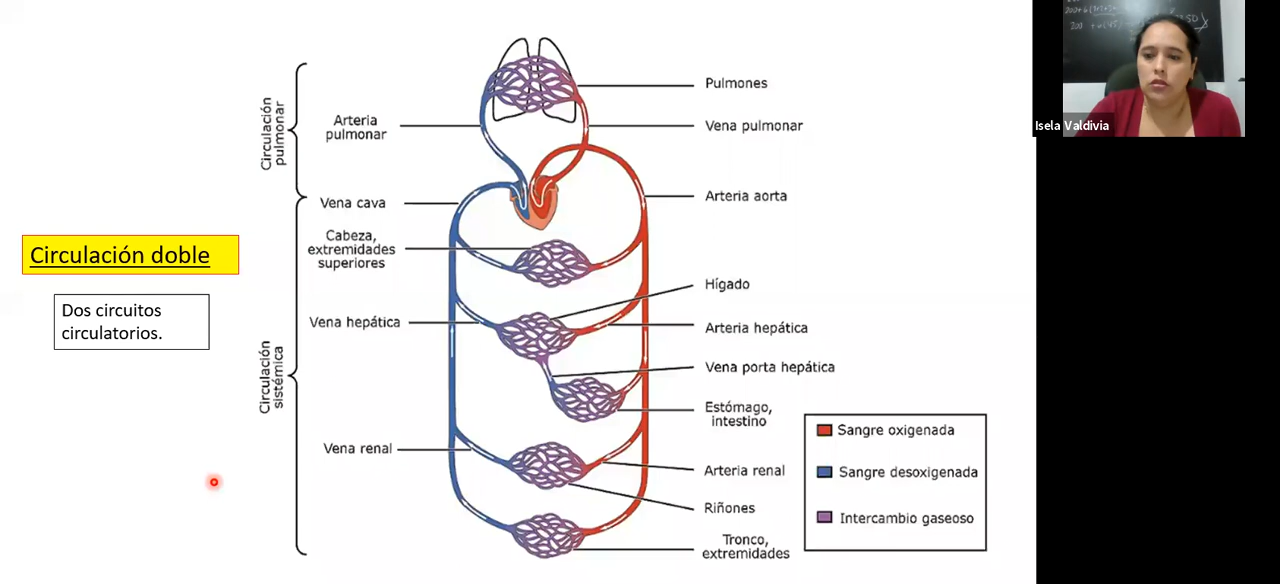 Circulación doble
Dos circuitos
circulatorios.
Circulación
pulmonar
Circulación
sistémica
Arteria
pulmonar
Vena cava
Cabeza,
extremidades
superiores
Vena hepática
Vena renal
Pulmones
Vena pulmonar
Arteria aorta
Hígado
Arteria hepática
Vena porta hepática
Estómago,
intestino
Arteria renal
Riñones
Tronco,
extremidades
Sangre oxigenada
Sangre desoxigenada
Intercambio gaseoso
Isela Valdivia